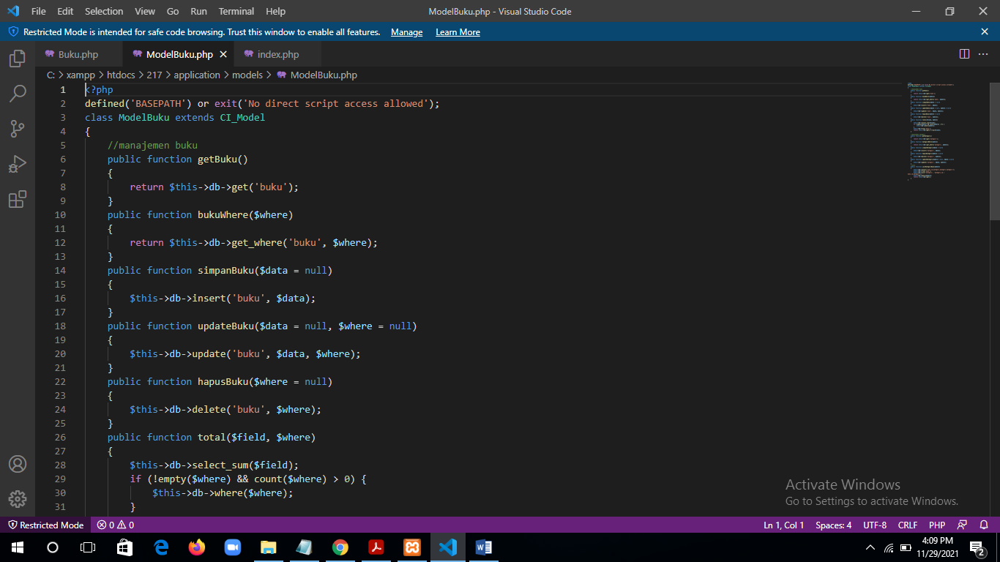 File Edit Selection View Go Run Terminal Help ModelBuku.php - Visual Studio Code
Restricted Mode is intended for safe code browsing. Trust this window to enable all features. Manage Learn More
Buku.php ModelBuku.php index.php
C: > xampp > htdocs > 217 > application > models > ModelBuku.php
1 <?php
2 defined('BASEPATH') or exit('No direct script access allowed');
3 class ModelBuku extends CI_Model
4 {
5 //manajemen buku
6 public function getBuku()
7 {
8 return $this->db->get('buku');
9 }
10 public function bukuWhere($where)
11 {
12 return $this->db->get_where('buku', $where);
13 }
14 public function simpanBuku($data = null)
15 {
16 $this->db->insert('buku', $data);
17 }
18 public function updateBuku($data = null, $where = null)
19 {
20 $this->db->update('buku', $data, $where);
21 }
22 public function hapusBuku($where = null)
23 {
24 $this->db->delete('buku', $where);
25 }
26 public function total($field, $where)
27 {
28 $this->db->select_sum($field);
29 if (!empty($where) && count($where) > 0) {
30 $this->db->where($where);
31 }
Activate Windows
Go to Settings to activate Windows.
Restricted Mode 0 0 Ln 1, Col 1 Spaces: 4 UTF-8 CRLF PHP
4:09 PM
11/29/2021
2